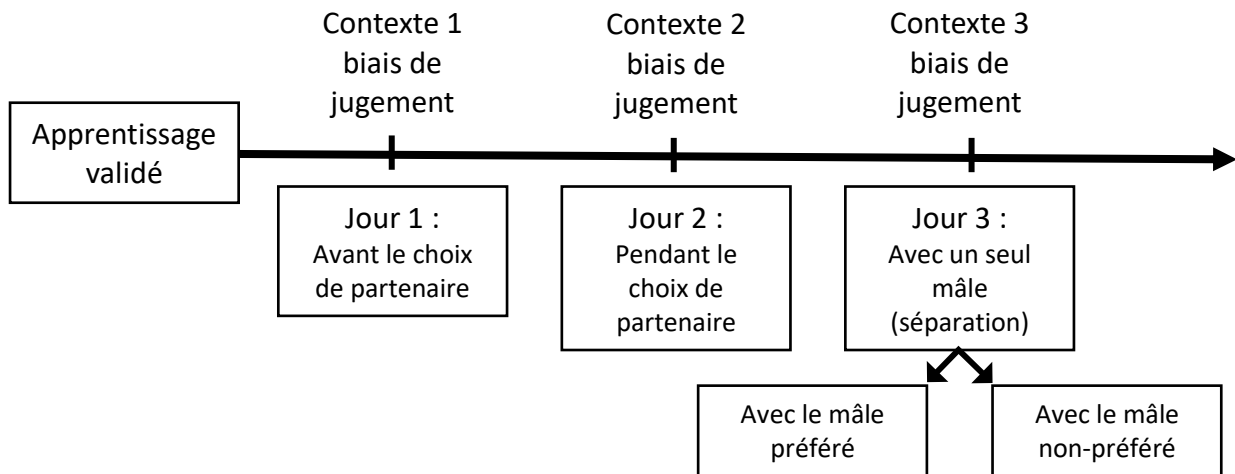 Contexte 1
biais de
jugement
Contexte 2
biais de
jugement
Contexte 3
biais de
jugement
Apprentissage
validé
Jour 1 :
Avant le choix
de partenaire
Jour 2 :
Pendant le
choix de
partenaire
Jour 3 :
Avec un seul
mâle
(séparation)
Avec le mâle
préféré
Avec le mâle
non-préféré